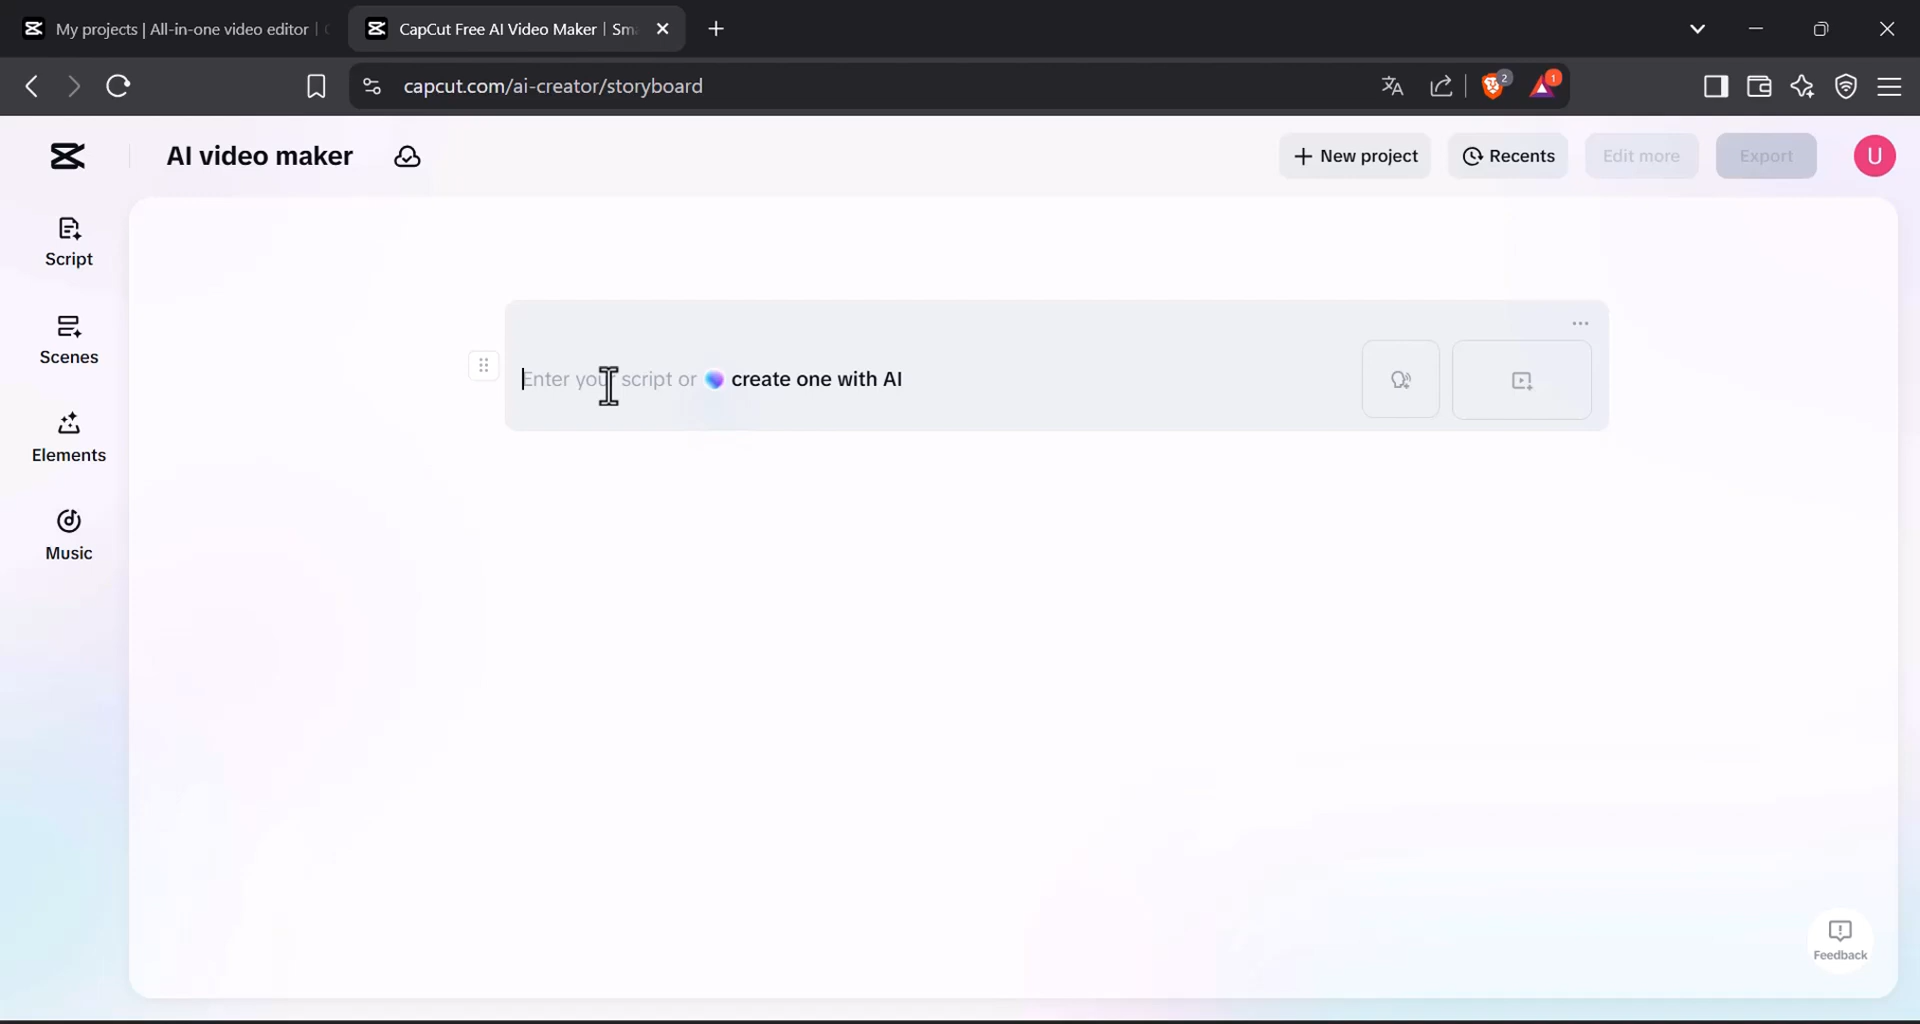 My projects | All-in-one video editor |
CapCut Free AI Video Maker | Sm
capcut.com/ai-creator/storyboard
2
1
AI video maker
New project
Recents
Edit more
Export
U
Script
Scenes
Elements
Music
Enter your script or create one with AI
Feedback